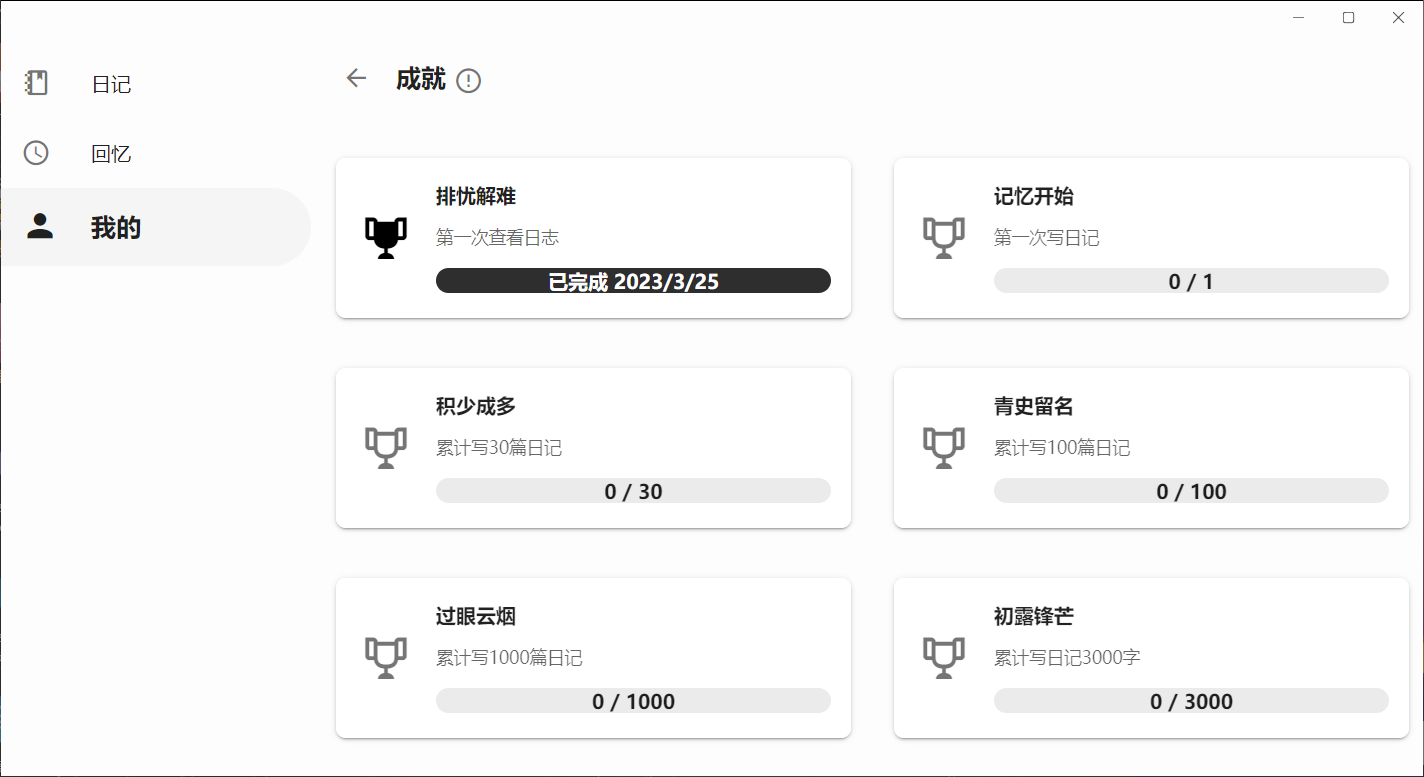 日记
回忆
我的
成就
排忧解难
第一次查看日志
已完成 2023/3/25
记忆开始
第一次写日记
0 / 1
积少成多
累计写30篇日记
0 / 30
青史留名
累计写100篇日记
0 / 100
过眼云烟
累计写1000篇日记
0 / 1000
初露锋芒
累计写日记3000字
0 / 3000